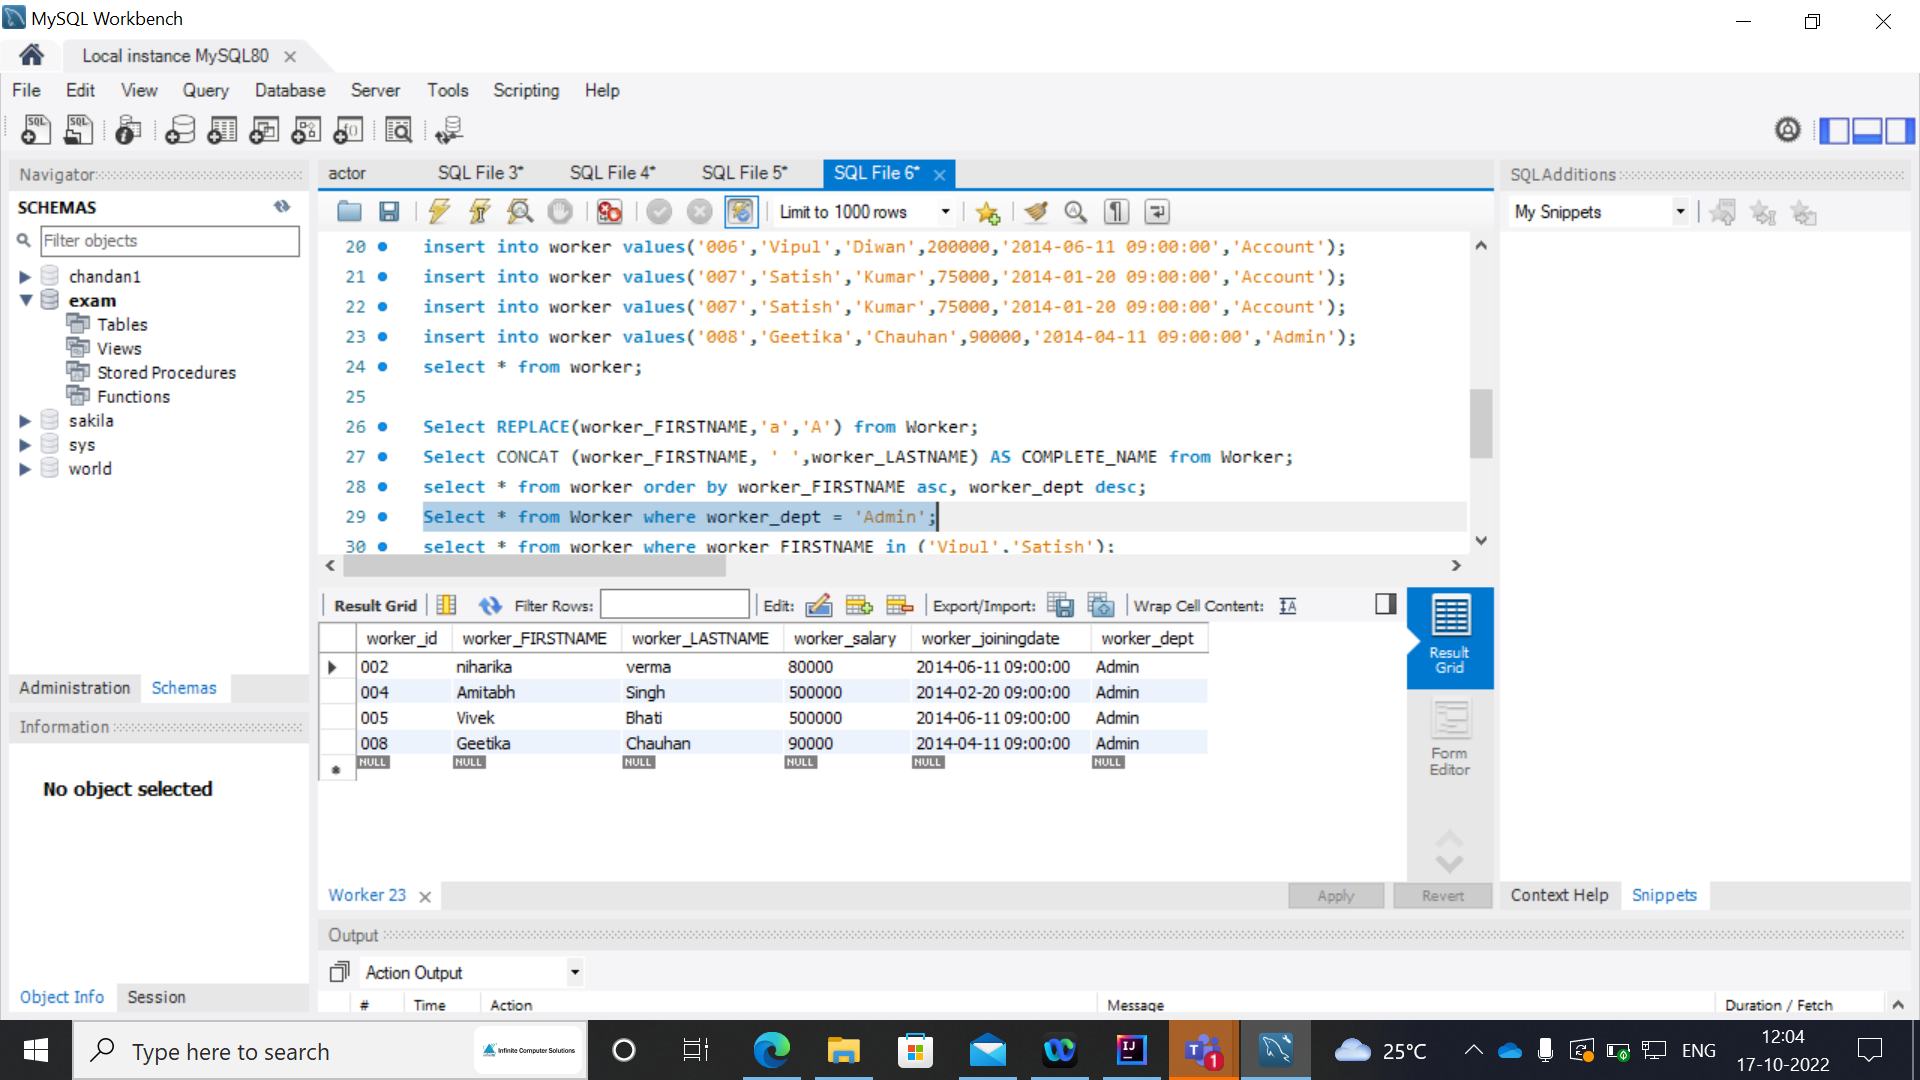 MySQL Workbench
Local instance MySQL80
File Edit View Query Database Server Tools Scripting Help
Navigator
SCHEMAS
Filter objects
chandan1
exam
Tables
Views
Stored Procedures
Functions
sakila
sys
world
Administration Schemas
Information
No object selected
Object Info Session
actor SQL File 3* SQL File 4* SQL File 5* SQL File 6*
Limit to 1000 rows
20 insert into worker values('006','Vipul','Diwan',200000,'2014-06-11 09:00:00','Account');
21 insert into worker values('007','Satish','Kumar',75000,'2014-01-20 09:00:00','Account');
22 insert into worker values('007','Satish','Kumar',75000,'2014-01-20 09:00:00','Account');
23 insert into worker values('008','Geetika','Chauhan',90000,'2014-04-11 09:00:00','Admin');
24 select * from worker;
25
26 Select REPLACE(worker_FIRSTNAME,'a','A') from Worker;
27 Select CONCAT (worker_FIRSTNAME, ' ',worker_LASTNAME) AS COMPLETE_NAME from Worker;
28 select * from worker order by worker_FIRSTNAME asc, worker_dept desc;
29 Select * from Worker where worker_dept = 'Admin';
30 select * from worker where worker_FIRSTNAME in ('Vipul','Satish');
Result Grid Filter Rows: Edit: Export/Import: Wrap Cell Content:
worker_id worker_FIRSTNAME worker_LASTNAME worker_salary worker_joiningdate worker_dept
002 niharika verma 80000 2014-06-11 09:00:00 Admin
004 Amitabh Singh 500000 2014-02-20 09:00:00 Admin
005 Vivek Bhati 500000 2014-06-11 09:00:00 Admin
008 Geetika Chauhan 90000 2014-04-11 09:00:00 Admin
NULL NULL NULL NULL NULL NULL
Result
Grid
Form
Editor
Worker 23
Apply Revert
SQLAdditions
My Snippets
Context Help Snippets
Output
Action Output
# Time Action Message Duration / Fetch
Type here to search
Infinite Computer Solutions
1
25°C
ENG
12:04
17-10-2022